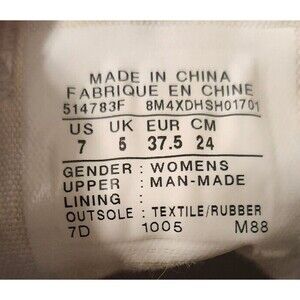 MADE IN CHINA
FABRIQUE EN CHINE
514783F 8M4XDHSH01701
US UK EUR CM
7 5 37.5 24
GENDER : WOMENS
UPPER : MAN-MADE
LINING :
OUTSOLE : TEXTILE/RUBBER
7D 1005 M88